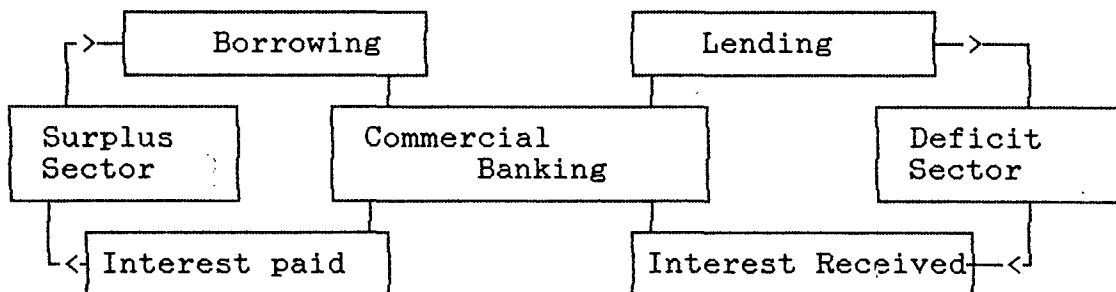 Borrowing
Lending
Surplus
Sector
Commercial
Banking
Deficit
Sector
Interest paid
Interest Received